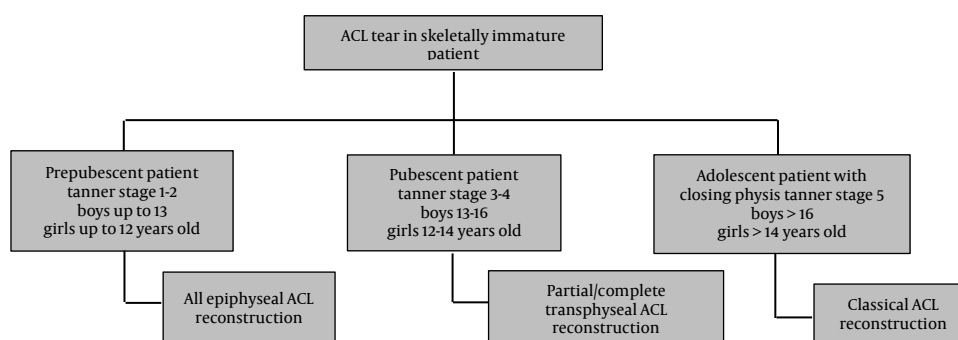 ACL tear in skeletally immature
patient
Prepubescent patient
tanner stage 1-2
boys up to 13
girls up to 12 years old
Pubescent patient
tanner stage 3-4
boys 13-16
girls 12-14 years old
Adolescent patient with
closing physis tanner stage 5
boys > 16
girls > 14 years old
All epiphyseal ACL
reconstruction
Partial/complete
transphyseal ACL
reconstruction
Classical ACL
reconstruction